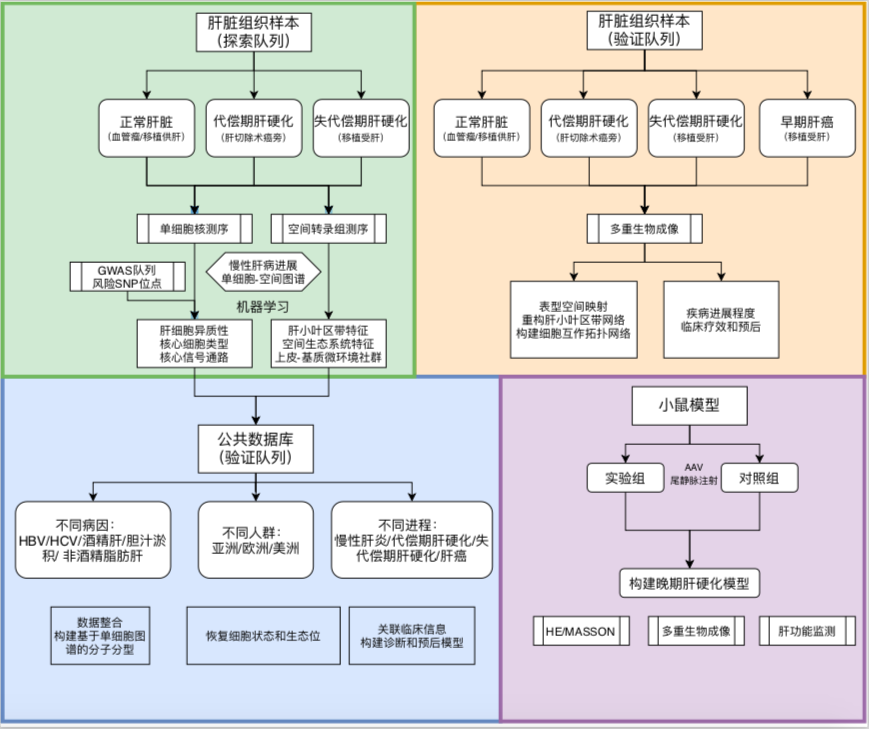 肝脏组织样本
（探索队列）
正常肝脏
（血管瘤/移植供肝）
代偿期肝硬化
（肝切除术癌旁）
失代偿期肝硬化
（移植受肝）
单细胞核测序
空间转录组测序
GWAS队列
风险SNP位点
慢性肝病进展
单细胞-空间图谱
机器学习
肝细胞异质性
核心细胞类型
核心信号通路
肝小叶区带特征
空间生态系统特征
上皮-基质微环境社群
肝脏组织样本
（验证队列）
正常肝脏
（血管瘤/移植供肝）
代偿期肝硬化
（肝切除术癌旁）
失代偿期肝硬化
（移植受肝）
早期肝癌
（移植受肝）
多重生物成像
表型空间映射
重构肝小叶区带网络
构建细胞互作拓扑网络
疾病进展程度
临床疗效和预后
公共数据库
（验证队列）
不同病因：
HBV/HCV/酒精肝/胆汁淤
积/ 非酒精脂肪肝
不同人群：
亚洲/欧洲/美洲
不同进程：
慢性肝炎/代偿期肝硬化/失
代偿期肝硬化/肝癌
数据整合
构建基于单细胞图
谱的分子分型
恢复细胞状态和生态位
关联临床信息
构建诊断和预后模型
小鼠模型
实验组
AAV
尾静脉注射
对照组
构建晚期肝硬化模型
HE/MASSON
多重生物成像
肝功能监测